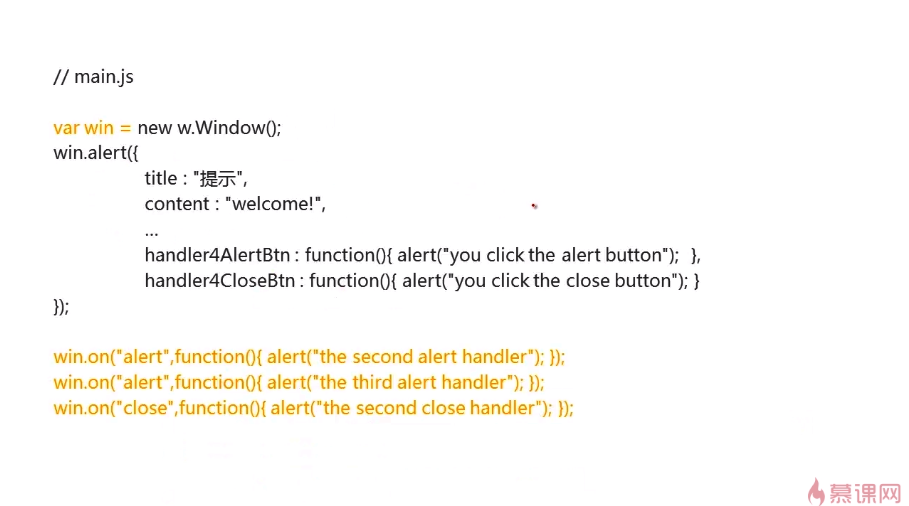 // main.js
var win = new w.Window();
win.alert({
title : "提示",
content : "welcome!",
...
handler4AlertBtn : function(){ alert("you click the alert button"); },
handler4CloseBtn : function(){ alert("you click the close button"); }
});
win.on("alert",function(){ alert("the second alert handler"); });
win.on("alert",function(){ alert("the third alert handler"); });
win.on("close",function(){ alert("the second close handler"); });
慕课网